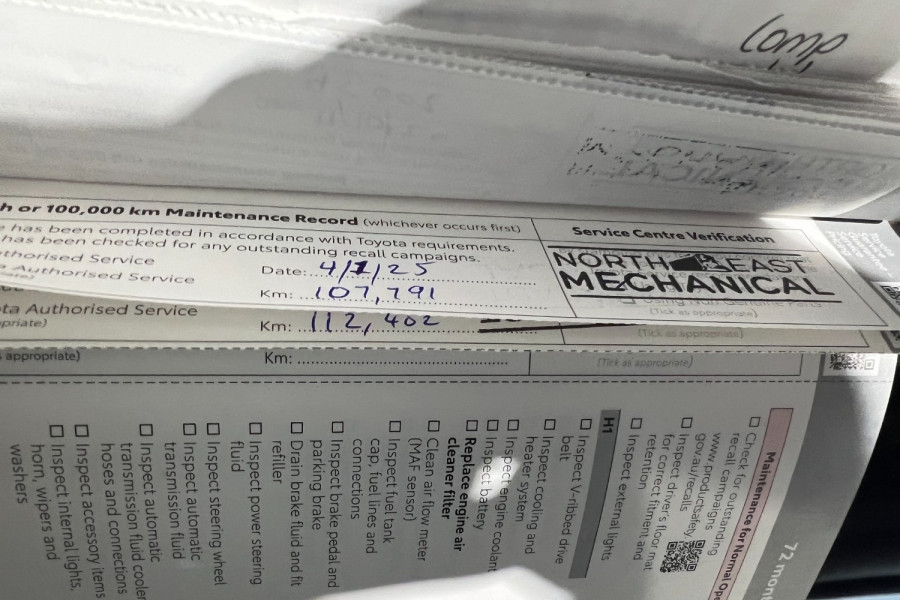 Comp
h or 100,000 km Maintenance Record (whichever occurs first)
has been completed in accordance with Toyota requirements.
has been checked for any outstanding recall campaigns.
thorised Service
Authorised Service
Date: 4/1/25
Km: 107,791
Service Centre Verification
NORTH EAST
MECHANICAL
(Tick as appropriate)
ta Authorised Service
priate)
Km: 112,402
(Tick as appropriate)
appropriate)
Km:
(Tick as appropriate)
72 mont
Maintenance for Normal Ope
☐ Check for outstanding
recall campaigns
www.productsafety.
gov.au/recalls
☐ Inspect driver's floor mat
for correct fitment and
retention
☐ Inspect external lights
H1
☐ Inspect V-ribbed drive
belt
☐ Inspect cooling and
heater system
☐ Inspect engine coolant
☐ Inspect battery
☐ Replace engine air
cleaner filter
☐ Clean air flow meter
(MAF sensor)
☐ Inspect fuel tank
cap, fuel lines and
connections
☐ Inspect brake pedal and
parking brake
☐ Drain brake fluid and fit
refiller
☐ Inspect power steering
fluid
☐ Inspect steering wheel
☐ Inspect automatic
transmission fluid
☐ Inspect automatic
transmission fluid cooler
hoses and connections
☐ Inspect accessory items
☐ Inspect internal lights,
horn, wipers and
washers